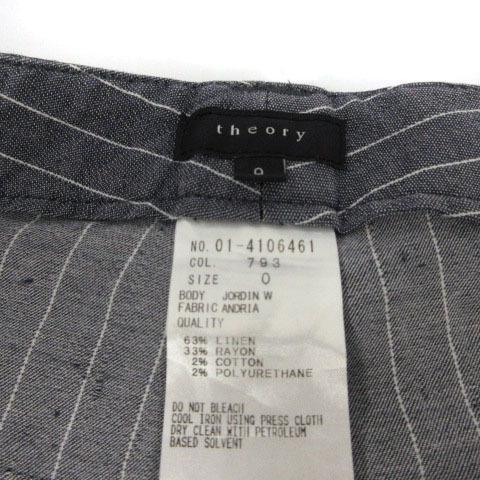 theory
0
NO. 01-4106461
COL. 793
SIZE 0
BODY JORDIN W
FABRIC ANDRIA
QUALITY
63% LINEN
33% RAYON
2% COTTON
2% POLYURETHANE
DO NOT BLEACH
COOL IRON USING PRESS CLOTH
DRY CLEAN WITH PETROLEUM
BASED SOLVENT